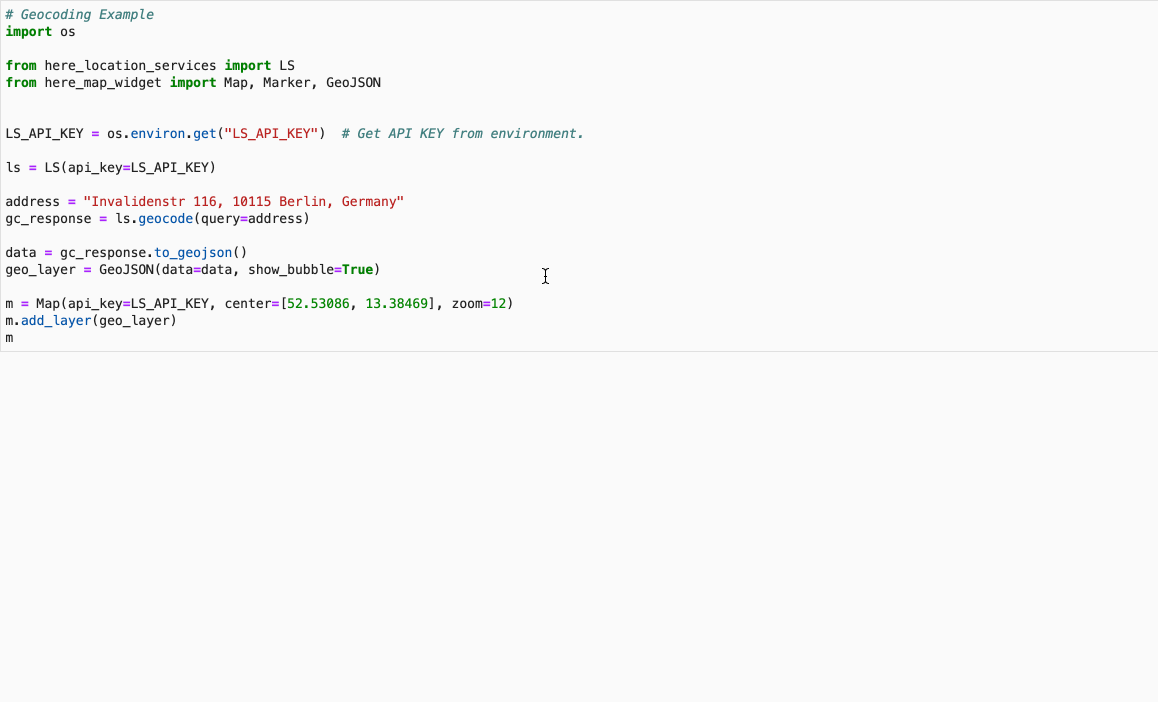 # Geocoding Example
import os
from here_location_services import LS
from here_map_widget import Map, Marker, GeoJSON
LS_API_KEY = os.environ.get("LS_API_KEY")  # Get API KEY from environment.
ls = LS(api_key=LS_API_KEY)
address = "Invalidenstr 116, 10115 Berlin, Germany"
gc_response = ls.geocode(query=address)
data = gc_response.to_geojson()
geo_layer = GeoJSON(data=data, show_bubble=True)
m = Map(api_key=LS_API_KEY, center=[52.53086, 13.38469], zoom=12)
m.add_layer(geo_layer)
m